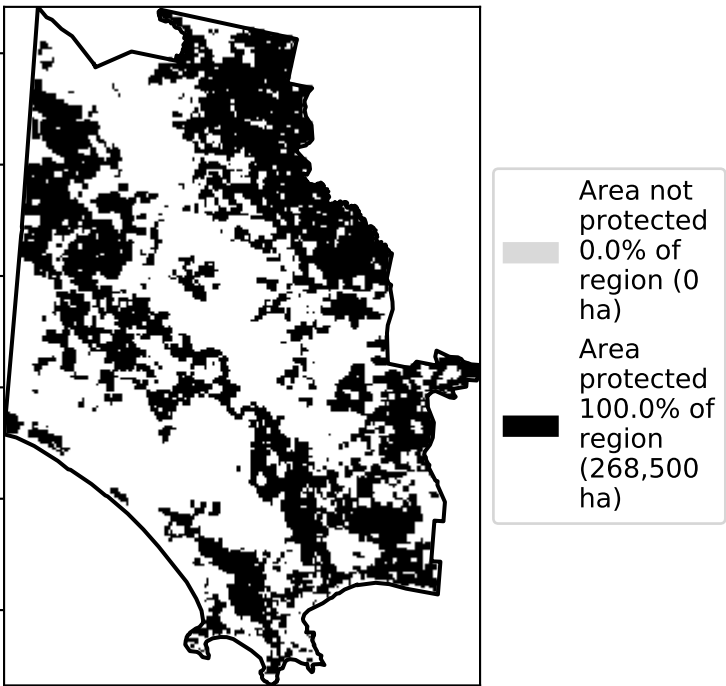 Area not
protected
0.0% of
region (0
ha)
Area
protected
100.0% of
region
(268,500
ha)